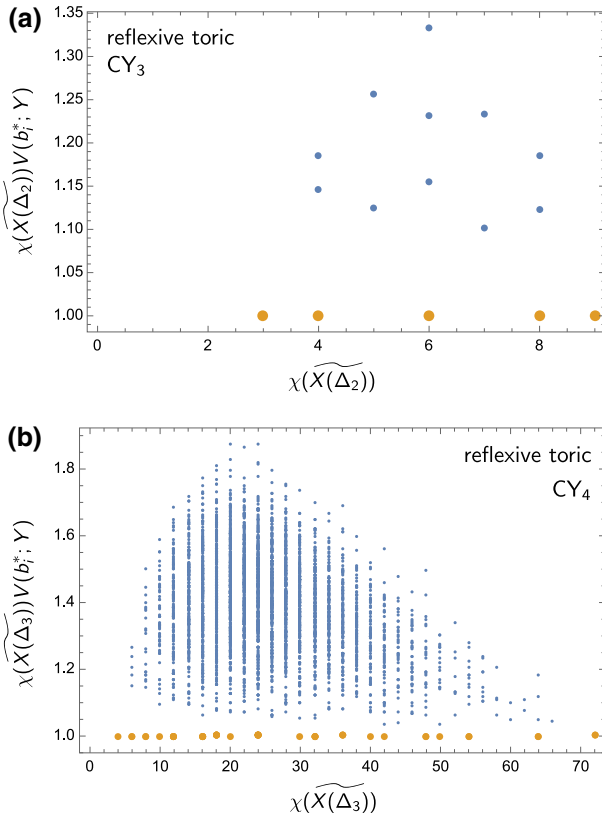 (a)
reflexive toric
CY₃
χ(X̃(Δ₂))V(bᵢ*; Y)
1.35
1.30
1.25
1.20
1.15
1.10
1.05
1.00
0 2 4 6 8
χ(X̃(Δ₂))
(b)
reflexive toric
CY₄
χ(X̃(Δ₃))V(bᵢ*; Y)
1.8
1.6
1.4
1.2
1.0
0 10 20 30 40 50 60 70
χ(X̃(Δ₃))